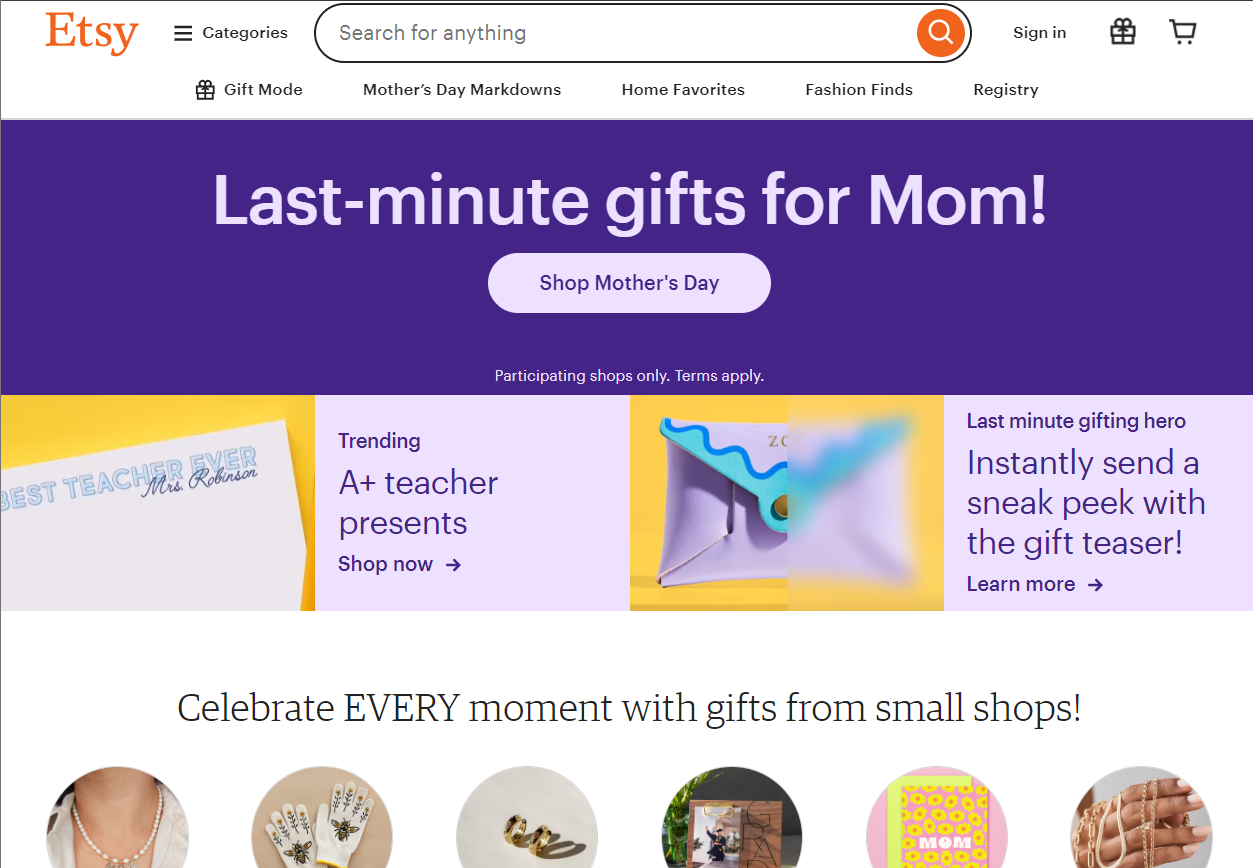 Etsy
Categories
Search for anything
Sign in
Gift Mode
Mother’s Day Markdowns
Home Favorites
Fashion Finds
Registry
Last-minute gifts for Mom!
Shop Mother's Day
Participating shops only. Terms apply.
BEST TEACHER EVER
Mrs. Robinson
Trending
A+ teacher
presents
Shop now
Last minute gifting hero
Instantly send a
sneak peek with
the gift teaser!
Learn more
Celebrate EVERY moment with gifts from small shops!
MOM